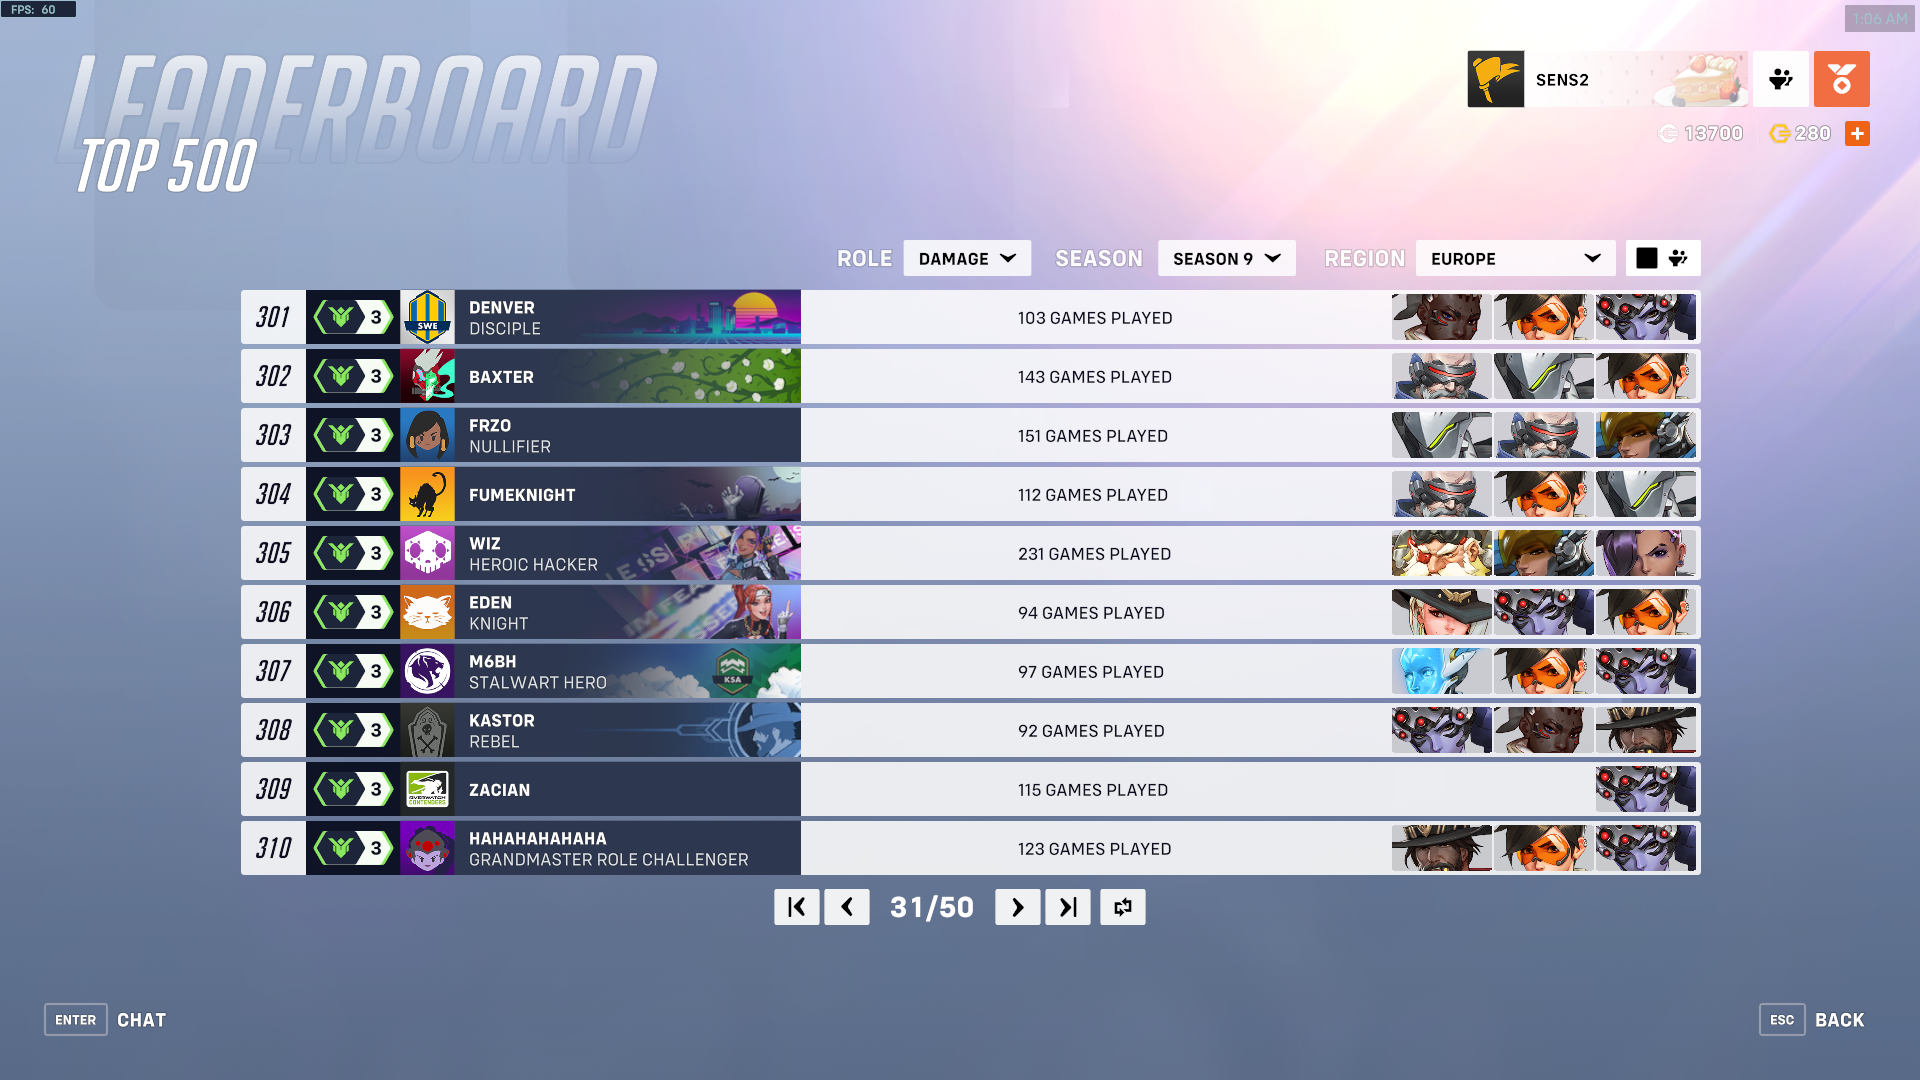 FPS: 60
1:06 AM
LEADERBOARD
TOP 500
SENS2
13700
280
ROLE DAMAGE SEASON SEASON 9 REGION EUROPE
301 3 SWE DENVER DISCIPLE 103 GAMES PLAYED
302 3 BAXTER 143 GAMES PLAYED
303 3 FRZO NULLIFIER 151 GAMES PLAYED
304 3 FUMEKNIGHT 112 GAMES PLAYED
305 3 WIZ HEROIC HACKER 231 GAMES PLAYED
306 3 EDEN KNIGHT 94 GAMES PLAYED
307 3 M6BH STALWART HERO KSA 97 GAMES PLAYED
308 3 KASTOR REBEL 92 GAMES PLAYED
309 3 OVERWATCH CONTENDERS ZACIAN 115 GAMES PLAYED
310 3 HAHAHAHAHAHA GRANDMASTER ROLE CHALLENGER 123 GAMES PLAYED
31/50
ENTER CHAT
ESC BACK